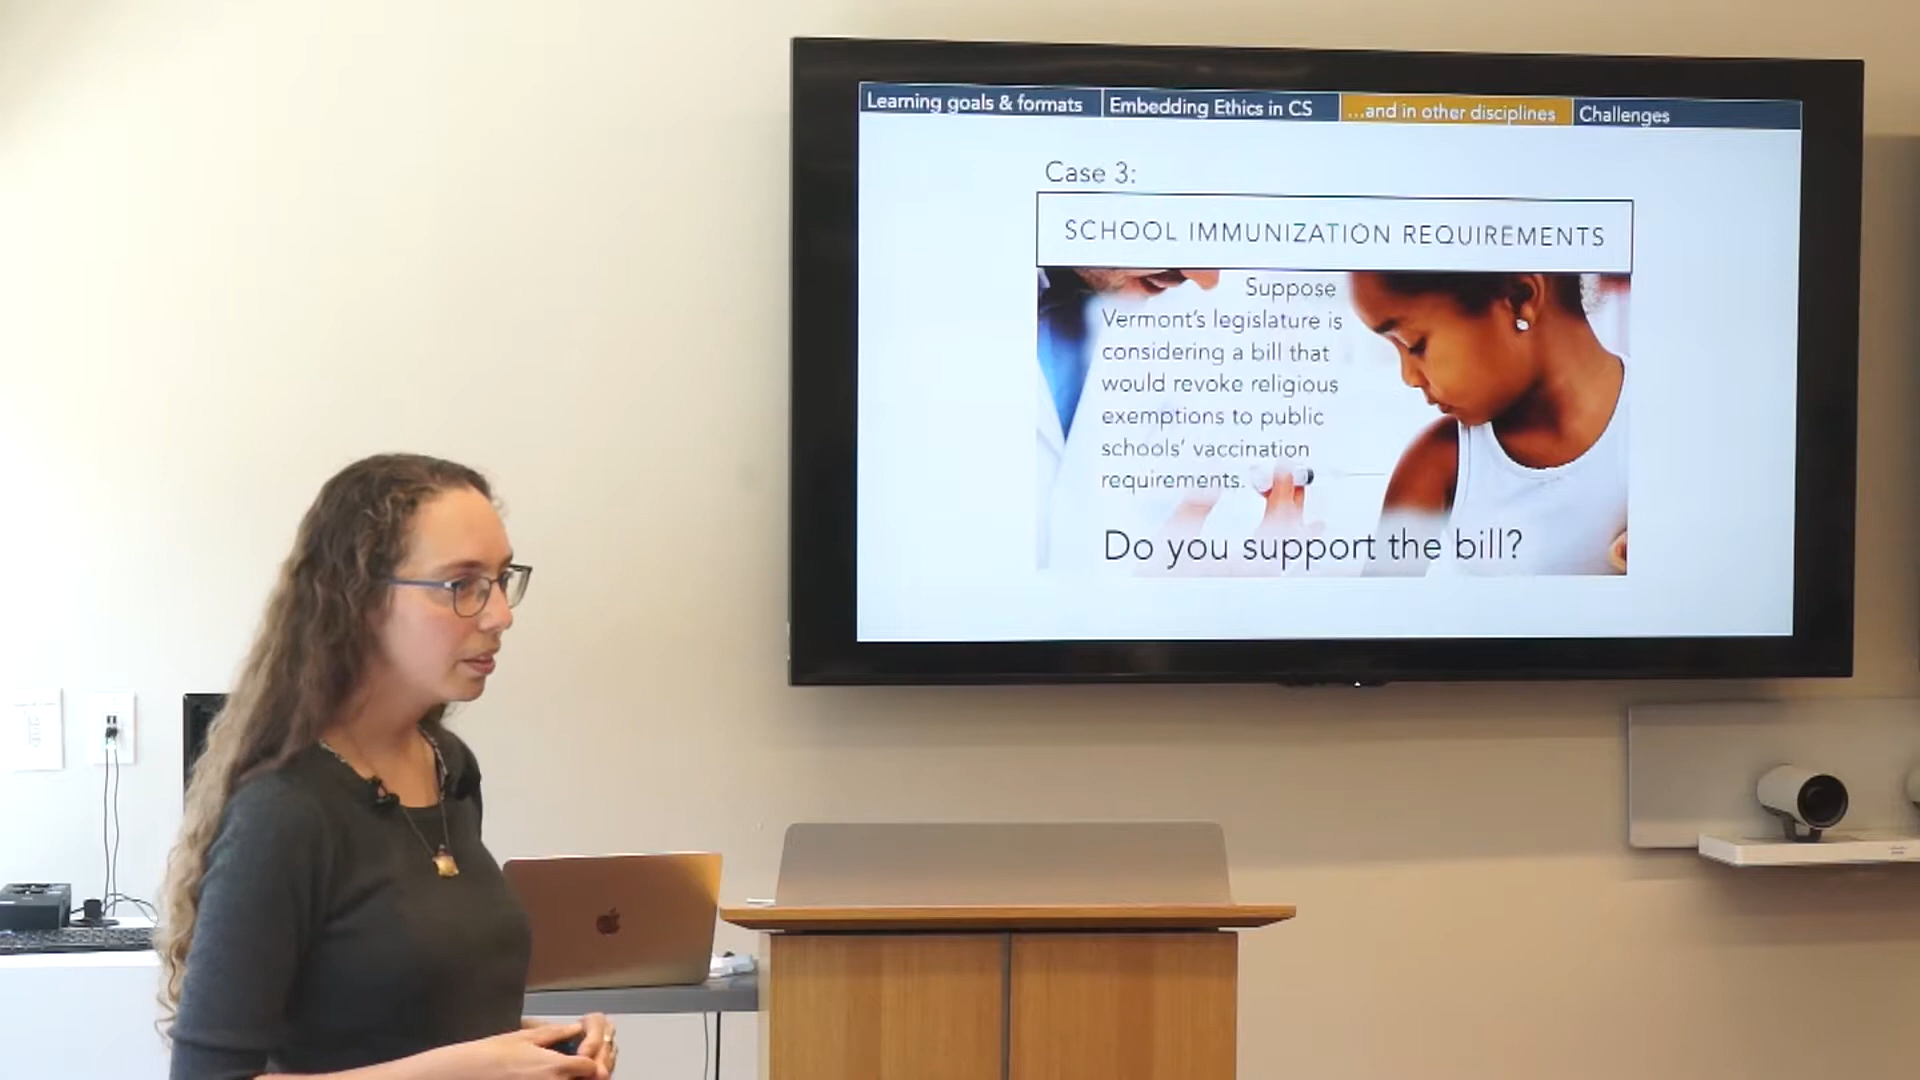 Learning goals & formats
Embedding Ethics in CS
...and in other disciplines
Challenges
Case 3:
SCHOOL IMMUNIZATION REQUIREMENTS
Suppose
Vermont's legislature is
considering a bill that
would revoke religious
exemptions to public
schools' vaccination
requirements.
Do you support the bill?